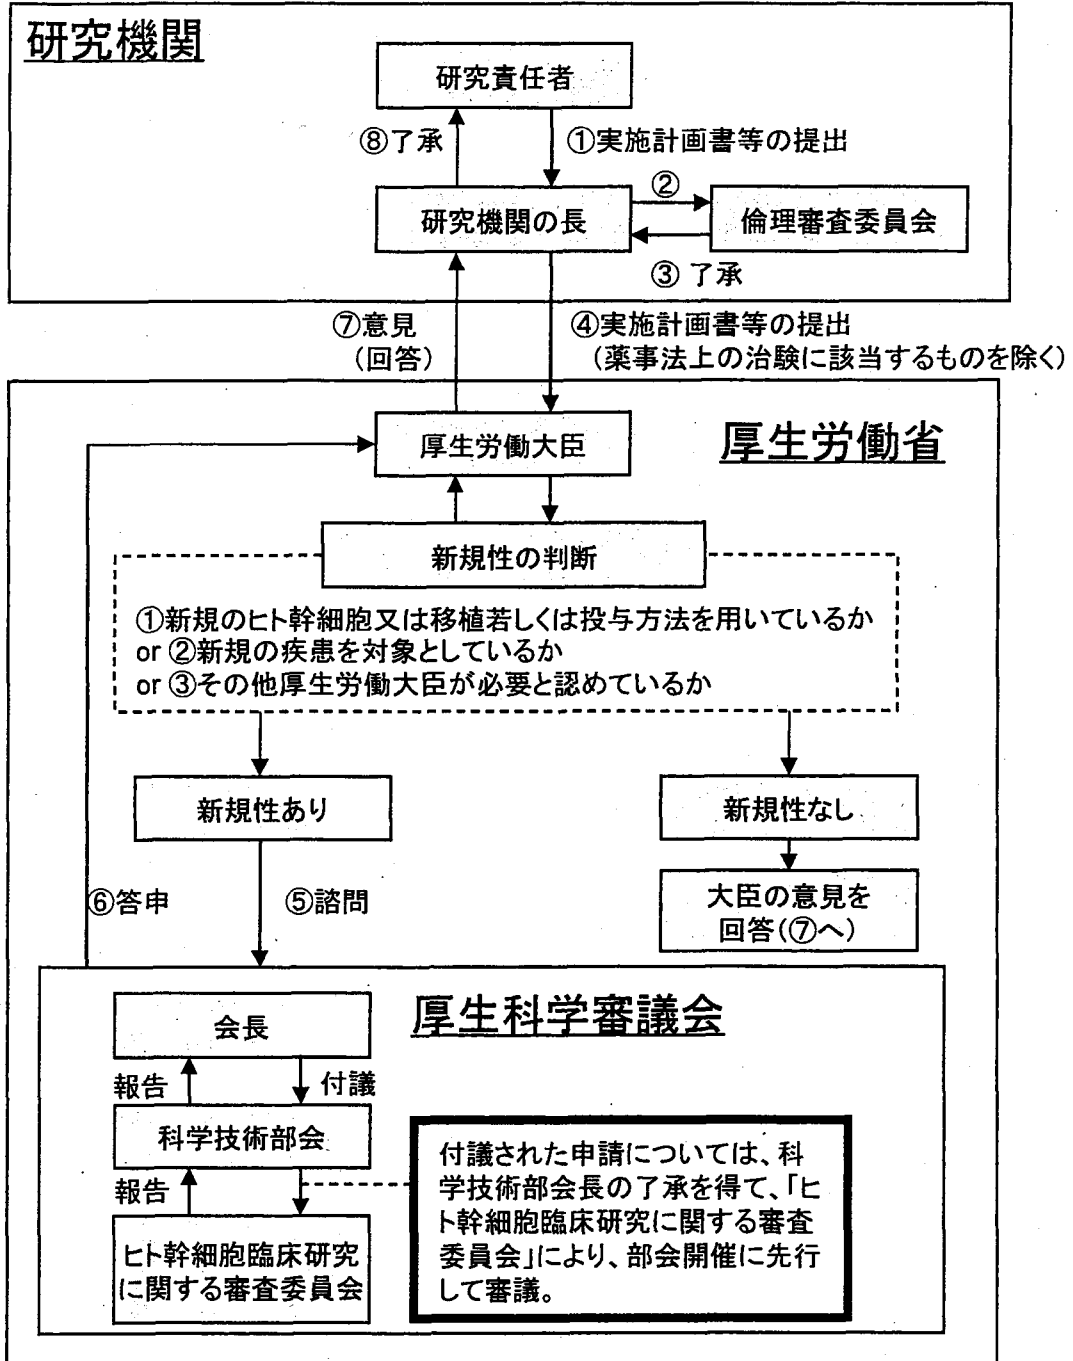 研究機関
研究責任者
⑧了承
①実施計画書等の提出
研究機関の長
②
倫理審査委員会
③ 了承
⑦意見
(回答)
④実施計画書等の提出
(薬事法上の治験に該当するものを除く)
厚生労働省
厚生労働大臣
新規性の判断
①新規のヒト幹細胞又は移植若しくは投与方法を用いているか
or ②新規の疾患を対象としているか
or ③その他厚生労働大臣が必要と認めているか
新規性あり
新規性なし
⑥答申
⑤諮問
大臣の意見を
回答(⑦へ)
厚生科学審議会
会長
報告
付議
科学技術部会
報告
ヒト幹細胞臨床研究
に関する審査委員会
付議された申請については、科
学技術部会長の了承を得て、「ヒ
ト幹細胞臨床研究に関する審査
委員会」により、部会開催に先行
して審議。